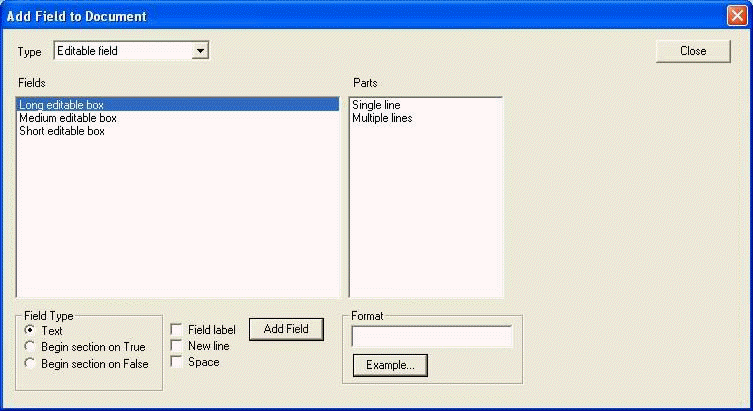 Add Field to Document
Type Editable field Close
Fields Parts
Long editable box Single line
Medium editable box Multiple lines
Short editable box
Field Type Format
Text Field label Add Field
Begin section on True New line
Begin section on False Space Example...